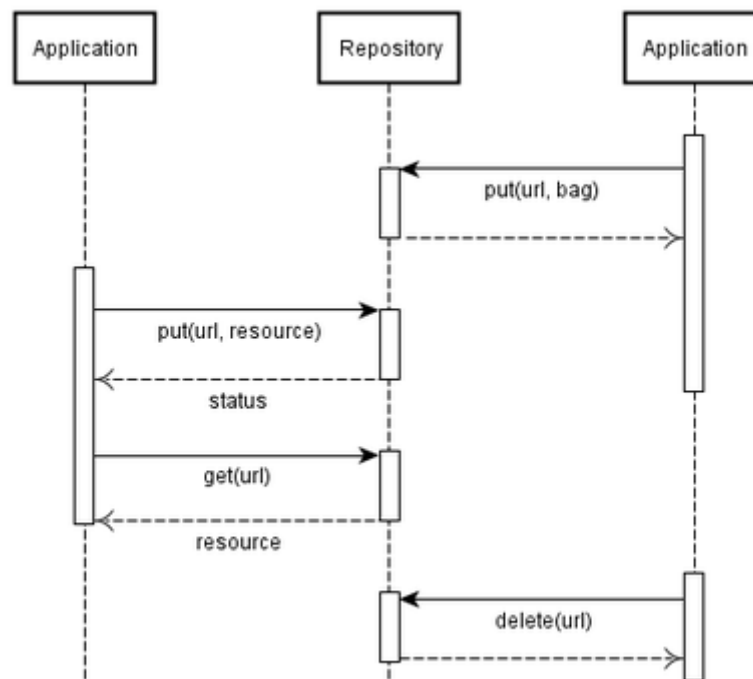 Application
Repository
Application
put(url, bag)
put(url, resource)
status
get(url)
resource
delete(url)